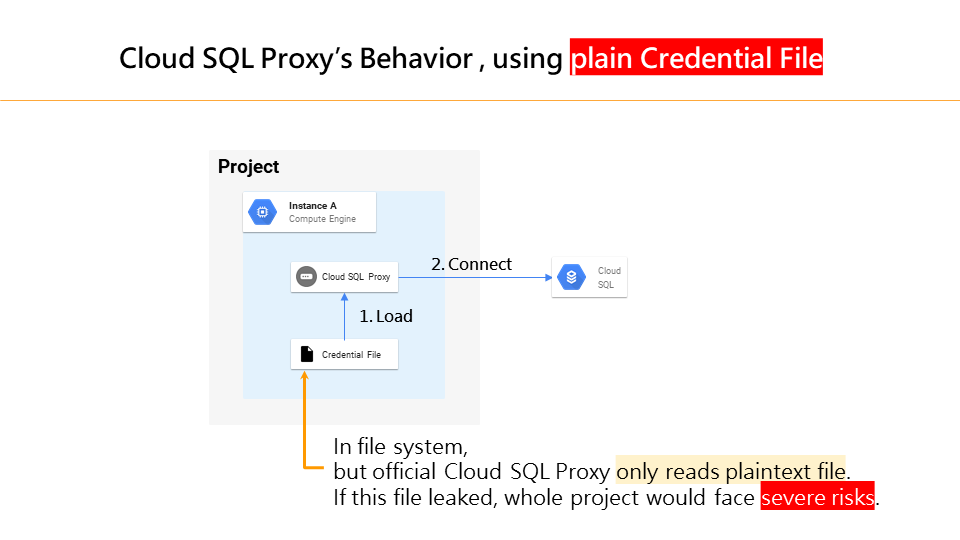 Cloud SQL Proxy’s Behavior , using plain Credential File
Project
Instance A
Compute Engine
Cloud SQL Proxy
2. Connect
Cloud
SQL
1. Load
Credential File
In file system,
but official Cloud SQL Proxy only reads plaintext file.
If this file leaked, whole project would face severe risks.